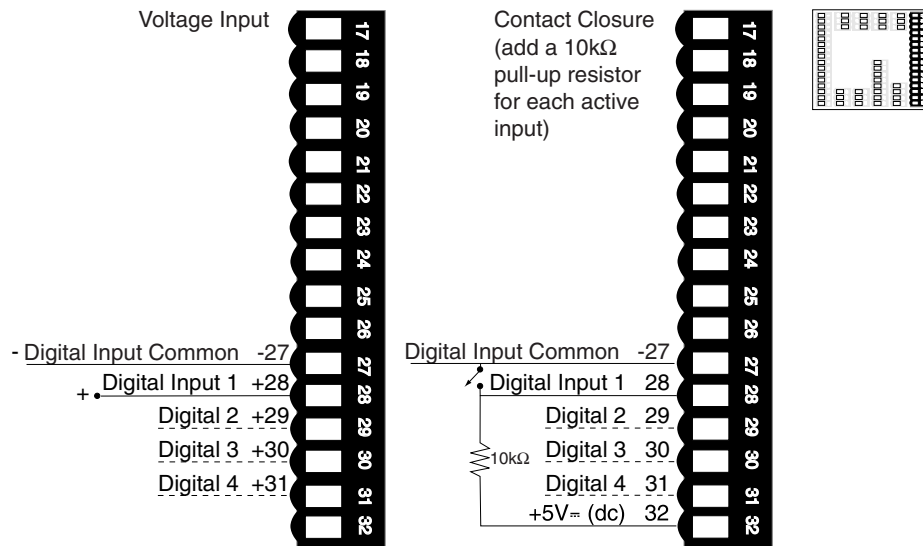 Voltage Input
17
18
19
20
21
22
23
24
25
26
27
28
29
30
31
32
- Digital Input Common -27
+ Digital Input 1 +28
Digital 2 +29
Digital 3 +30
Digital 4 +31
Contact Closure
(add a 10kΩ
pull-up resistor
for each active
input)
17
18
19
20
21
22
23
24
25
26
27
28
29
30
31
32
Digital Input Common -27
Digital Input 1 28
Digital 2 29
10kΩ
Digital 3 30
Digital 4 31
+5V⎓ (dc) 32